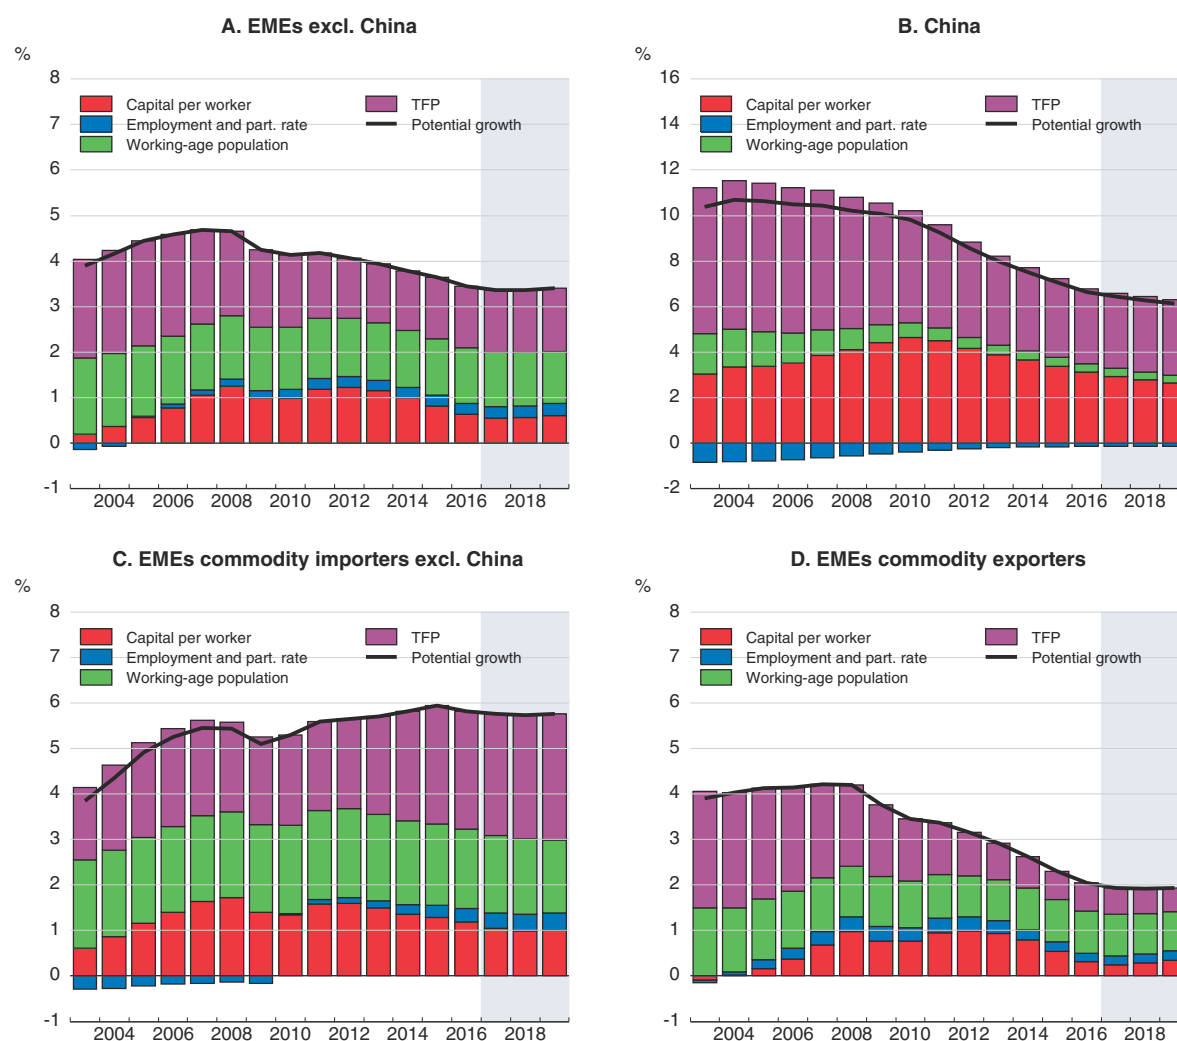 A. EMEs excl. China
%
8
7
6
5
4
3
2
1
0
-1
Capital per worker
Employment and part. rate
Working-age population
TFP
Potential growth
2004 2006 2008 2010 2012 2014 2016 2018
B. China
%
16
14
12
10
8
6
4
2
0
-2
Capital per worker
Employment and part. rate
Working-age population
TFP
Potential growth
2004 2006 2008 2010 2012 2014 2016 2018
C. EMEs commodity importers excl. China
%
8
7
6
5
4
3
2
1
0
-1
Capital per worker
Employment and part. rate
Working-age population
TFP
Potential growth
2004 2006 2008 2010 2012 2014 2016 2018
D. EMEs commodity exporters
%
8
7
6
5
4
3
2
1
0
-1
Capital per worker
Employment and part. rate
Working-age population
TFP
Potential growth
2004 2006 2008 2010 2012 2014 2016 2018